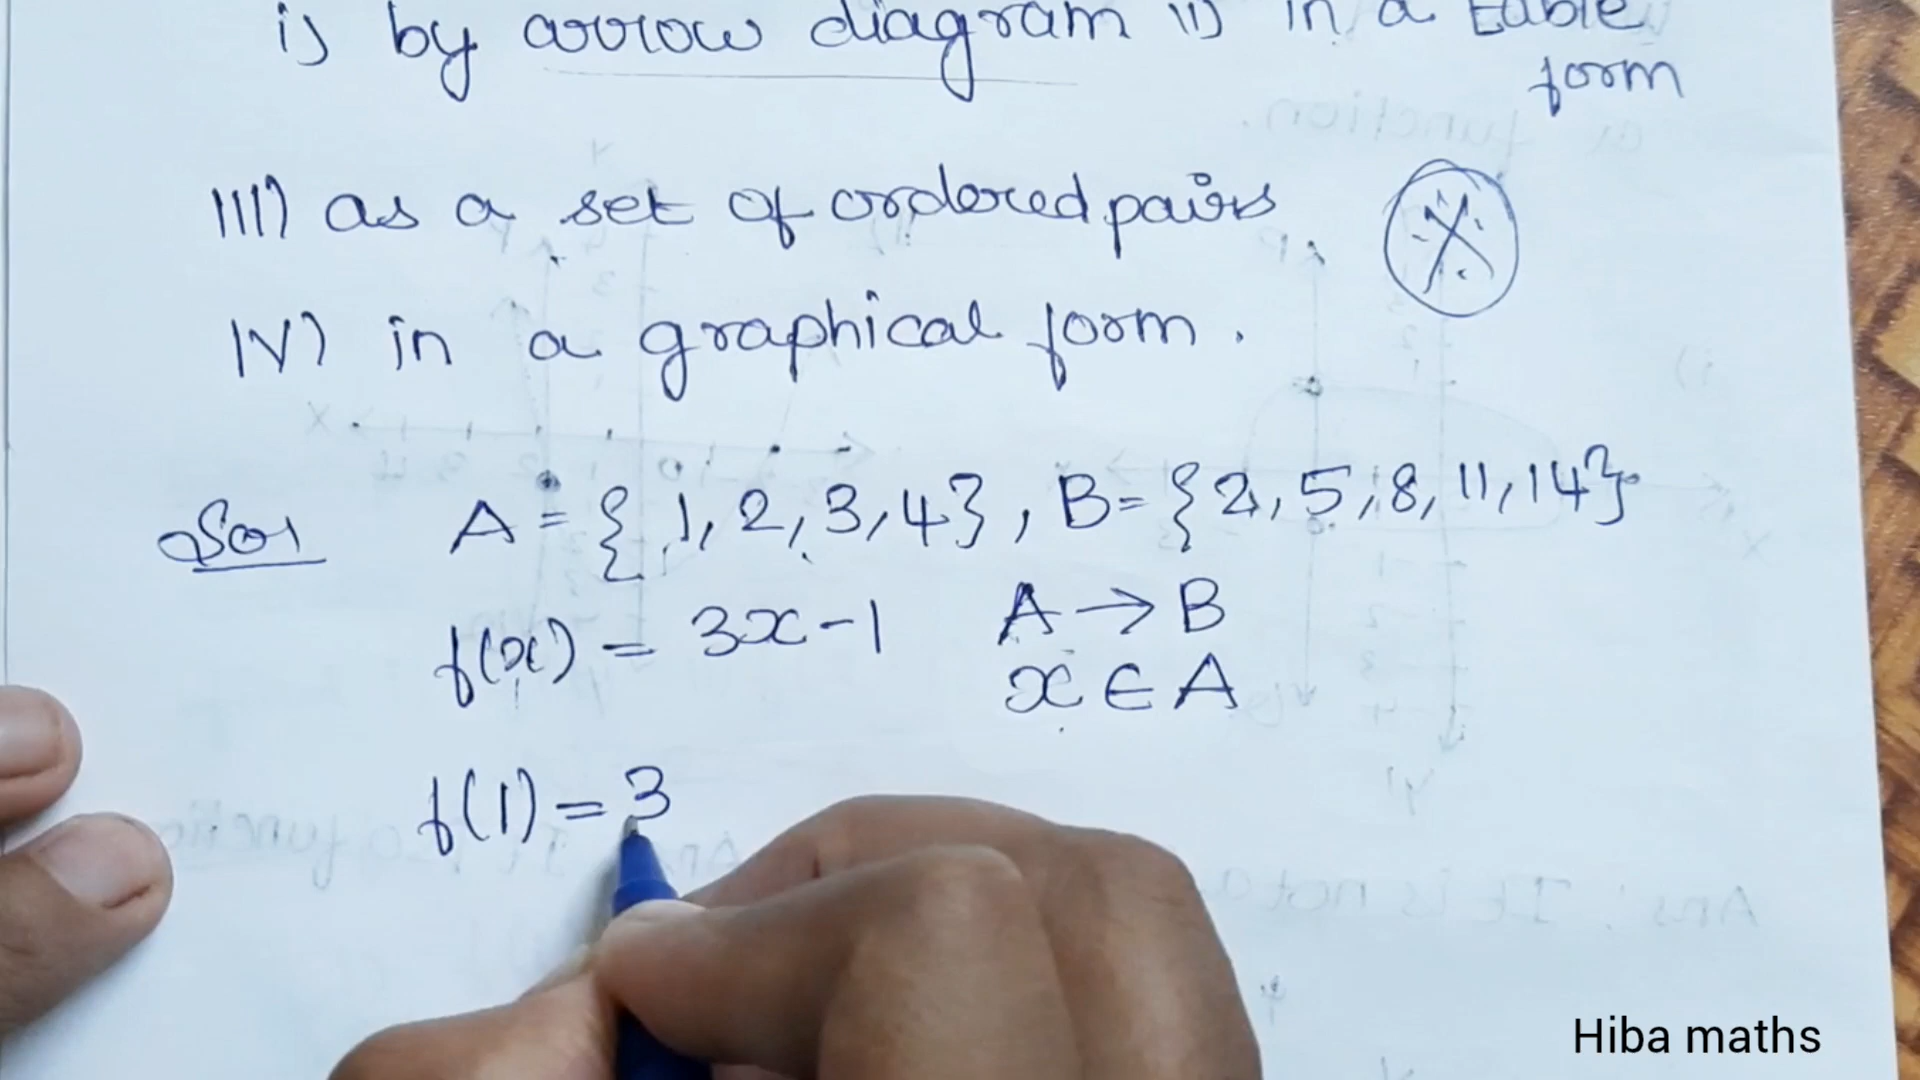 i) by arrow diagram ii) in a table
form
III) as a set of ordered pairs
IV) in a graphical form.
Sol A = { 1, 2, 3, 4 } , B = { 2, 5, 8, 11, 14 }
f(x) = 3x - 1 A → B
x ∈ A
f(1) = 3
Hiba maths